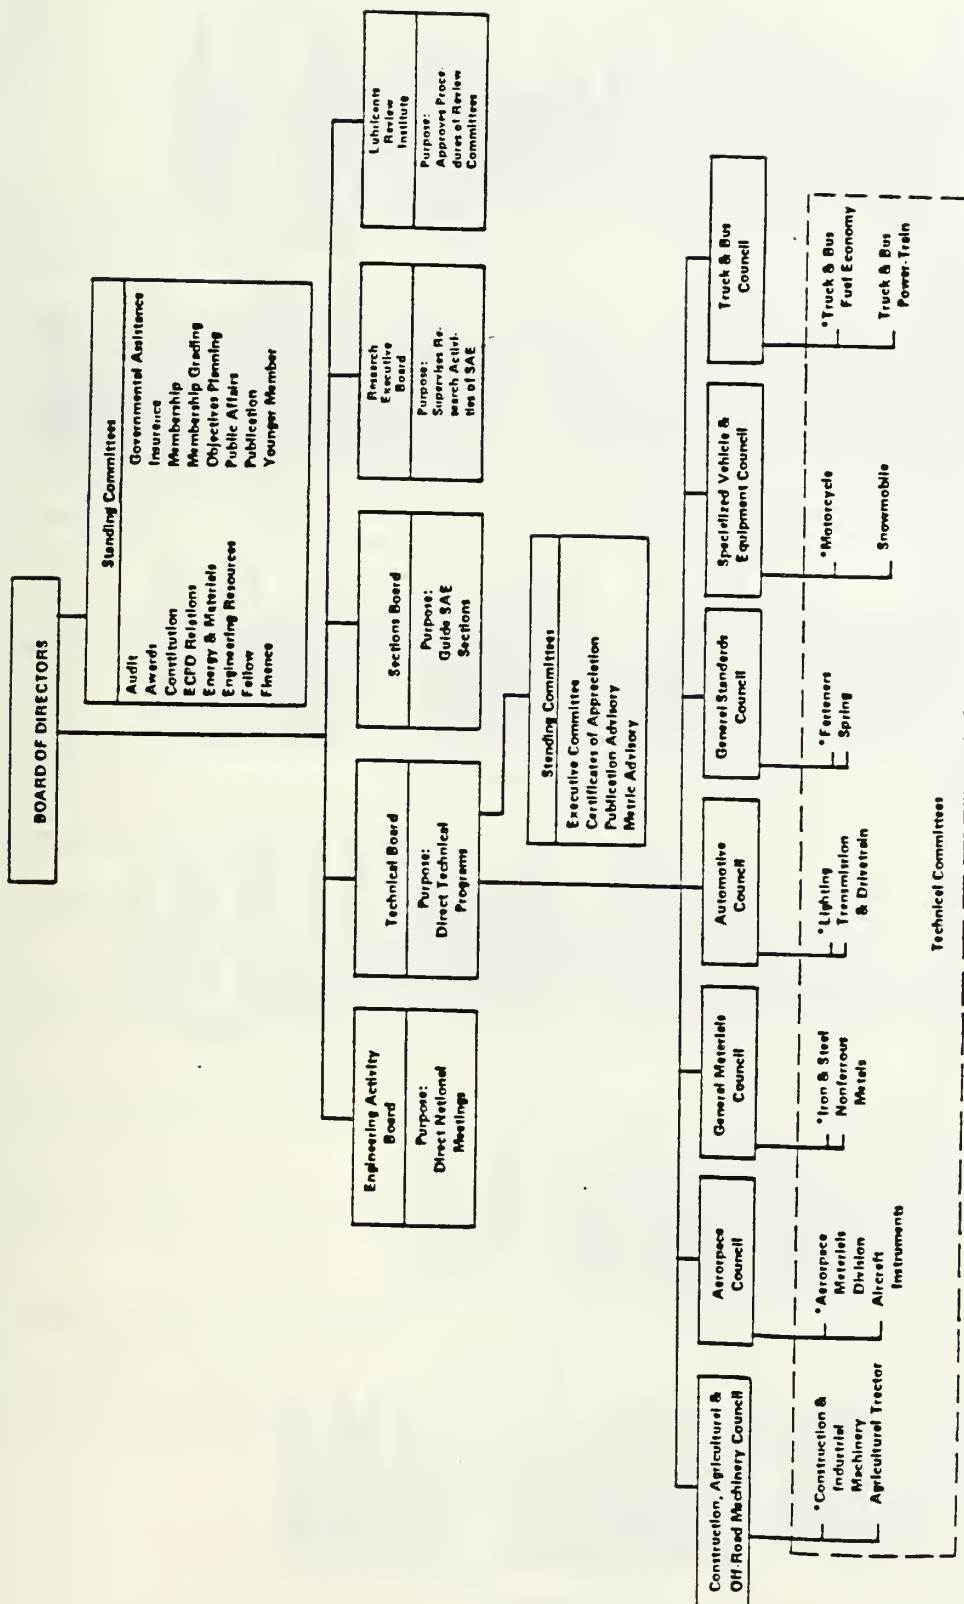 BOARD OF DIRECTORS
Standing Committees
Audit
Awards
Constitution
ECPD Relations
Energy & Materials
Engineering Resources
Fellow
Finance
Governmental Assistance
Insurance
Membership
Membership Grading
Objectives Planning
Public Affairs
Publication
Younger Member
Engineering Activity
Board
Purpose:
Direct National
Meetings
Technical Board
Purpose:
Direct Technical
Programs
Sections Board
Purpose:
Guide SAE
Sections
Research
Executive
Board
Purpose:
Supervises Re-
search Activi-
ties of SAE
Lubricants
Review
Institute
Purpose:
Approves Proce-
dures of Review
Committees
Standing Committees
Executive Committee
Certificates of Appreciation
Publication Advisory
Metric Advisory
Construction, Agricultural &
Off-Road Machinery Council
Aerospace
Council
General Materials
Council
Automotive
Council
General Standards
Council
Specialized Vehicle &
Equipment Council
Truck & Bus
Council
*Construction &
Industrial
Machinery
Agricultural Tractor
*Aerospace
Materials
Division
Aircraft
Instruments
*Iron & Steel
Nonferrous
Metals
*Lighting
Transmission
& Drivetrain
*Fasteners
Spring
*Motorcycle
Snowmobile
*Truck & Bus
Fuel Economy
Truck & Bus
Power-Train
Technical Committees